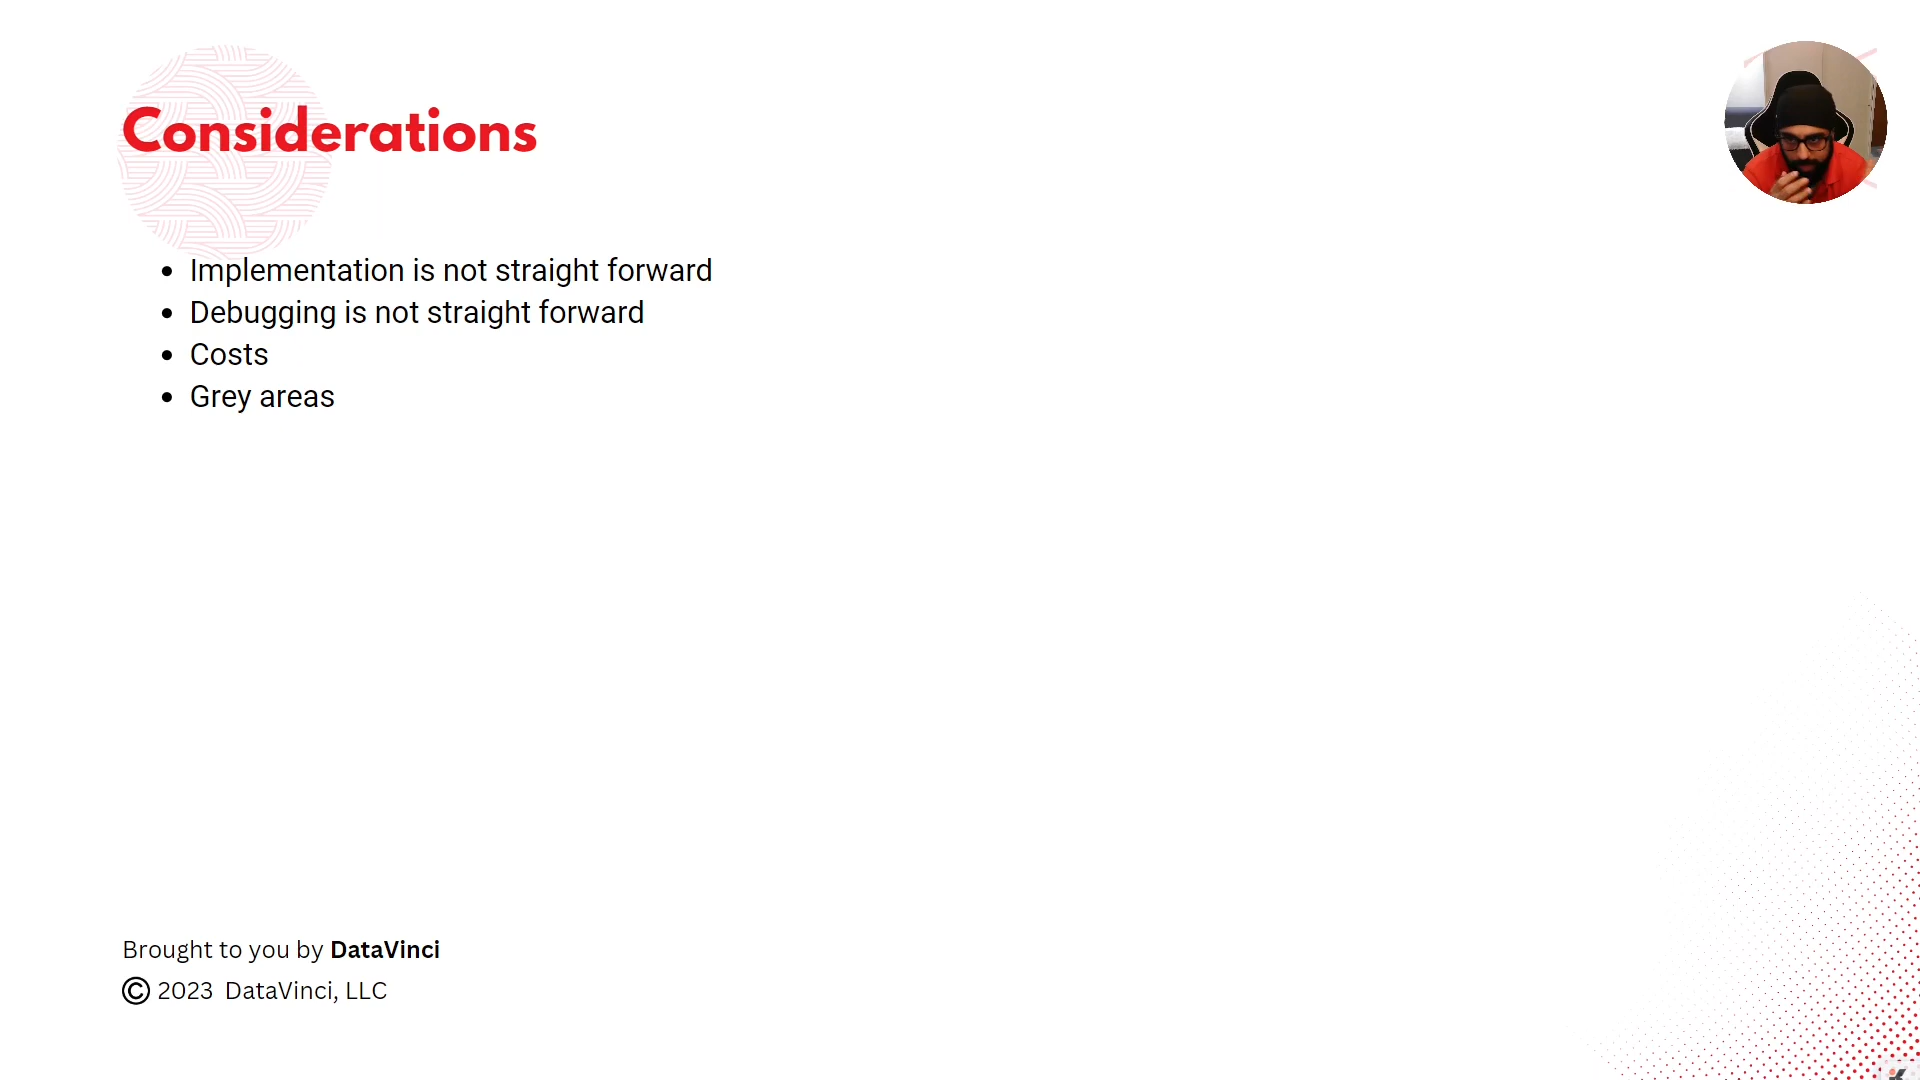 Considerations
• Implementation is not straight forward
• Debugging is not straight forward
• Costs
• Grey areas
Brought to you by DataVinci
© 2023 DataVinci, LLC